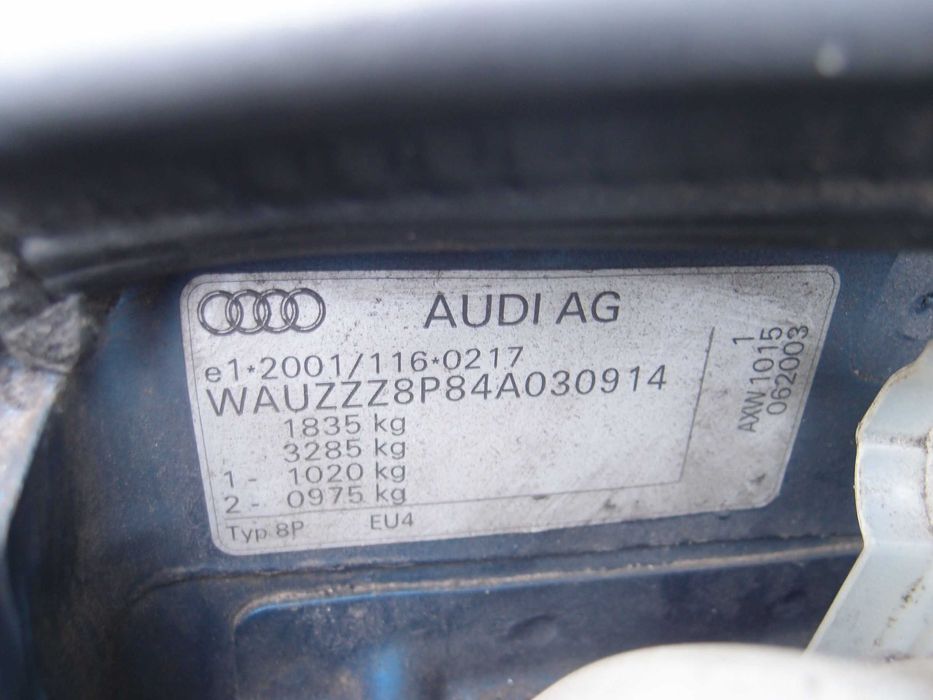 AUDI AG
e1*2001/116*0217
WAUZZZ8P84A030914
1835 kg
3285 kg
1 - 1020 kg
2 - 0975 kg
Typ 8P EU4
1
AXW1015
062003